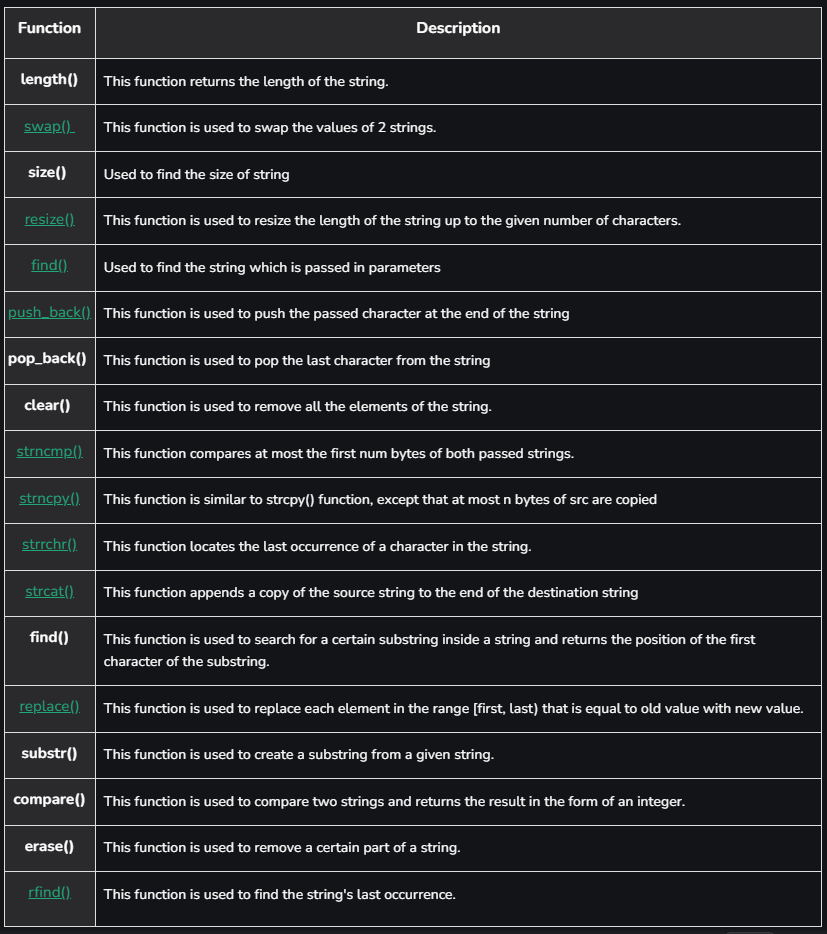 Function Description
length() This function returns the length of the string.
swap() This function is used to swap the values of 2 strings.
size() Used to find the size of string
resize() This function is used to resize the length of the string up to the given number of characters.
find() Used to find the string which is passed in parameters
push_back() This function is used to push the passed character at the end of the string
pop_back() This function is used to pop the last character from the string
clear() This function is used to remove all the elements of the string.
strncmp() This function compares at most the first num bytes of both passed strings.
strncpy() This function is similar to strcpy() function, except that at most n bytes of src are copied
strrchr() This function locates the last occurrence of a character in the string.
strcat() This function appends a copy of the source string to the end of the destination string
find() This function is used to search for a certain substring inside a string and returns the position of the first
character of the substring.
replace() This function is used to replace each element in the range [first, last) that is equal to old value with new value.
substr() This function is used to create a substring from a given string.
compare() This function is used to compare two strings and returns the result in the form of an integer.
erase() This function is used to remove a certain part of a string.
rfind() This function is used to find the string's last occurrence.